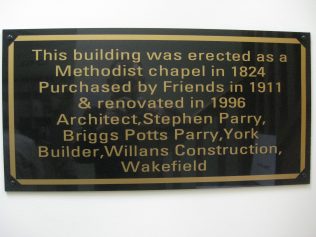 This building was erected as a
Methodist chapel in 1824
Purchased by Friends in 1911
& renovated in 1996
Architect,Stephen Parry,
Briggs Potts Parry,York
Builder,Willans Construction,
Wakefield